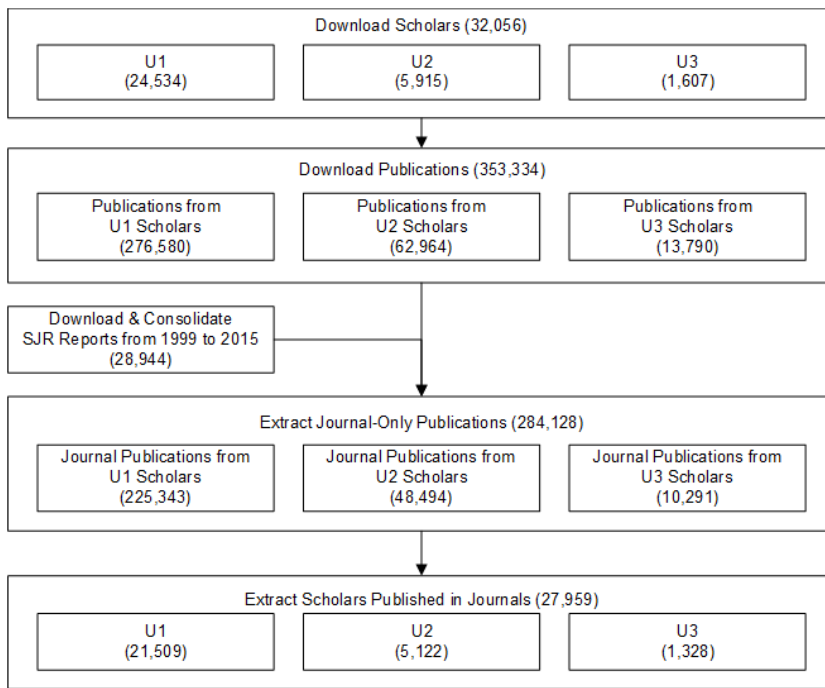 Download Scholars (32,056)
U1
(24,534)
U2
(5,915)
U3
(1,607)
Download Publications (353,334)
Publications from
U1 Scholars
(276,580)
Publications from
U2 Scholars
(62,964)
Publications from
U3 Scholars
(13,790)
Download & Consolidate
SJR Reports from 1999 to 2015
(28,944)
Extract Journal-Only Publications (284,128)
Journal Publications from
U1 Scholars
(225,343)
Journal Publications from
U2 Scholars
(48,494)
Journal Publications from
U3 Scholars
(10,291)
Extract Scholars Published in Journals (27,959)
U1
(21,509)
U2
(5,122)
U3
(1,328)